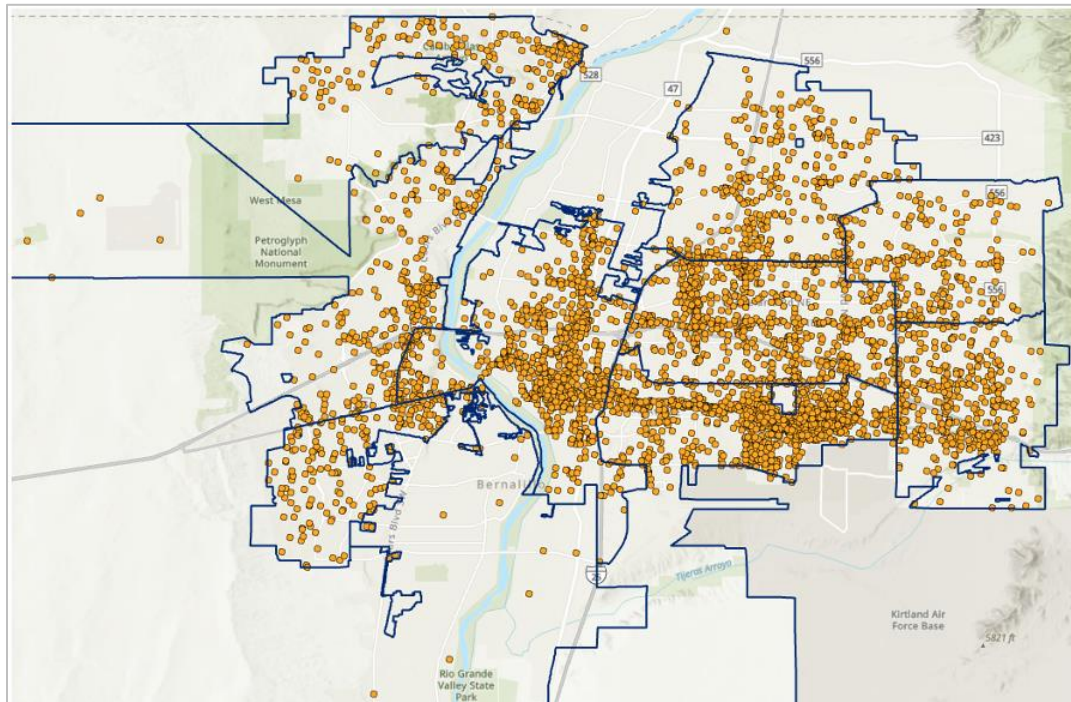 528
47
556
423
556
West Mesa
Petroglyph
National
Monument
556
Bernalillo
25
Tijeras Arroyo
Kirtland Air
Force Base
5821 ft
Rio Grande
Valley State
Park